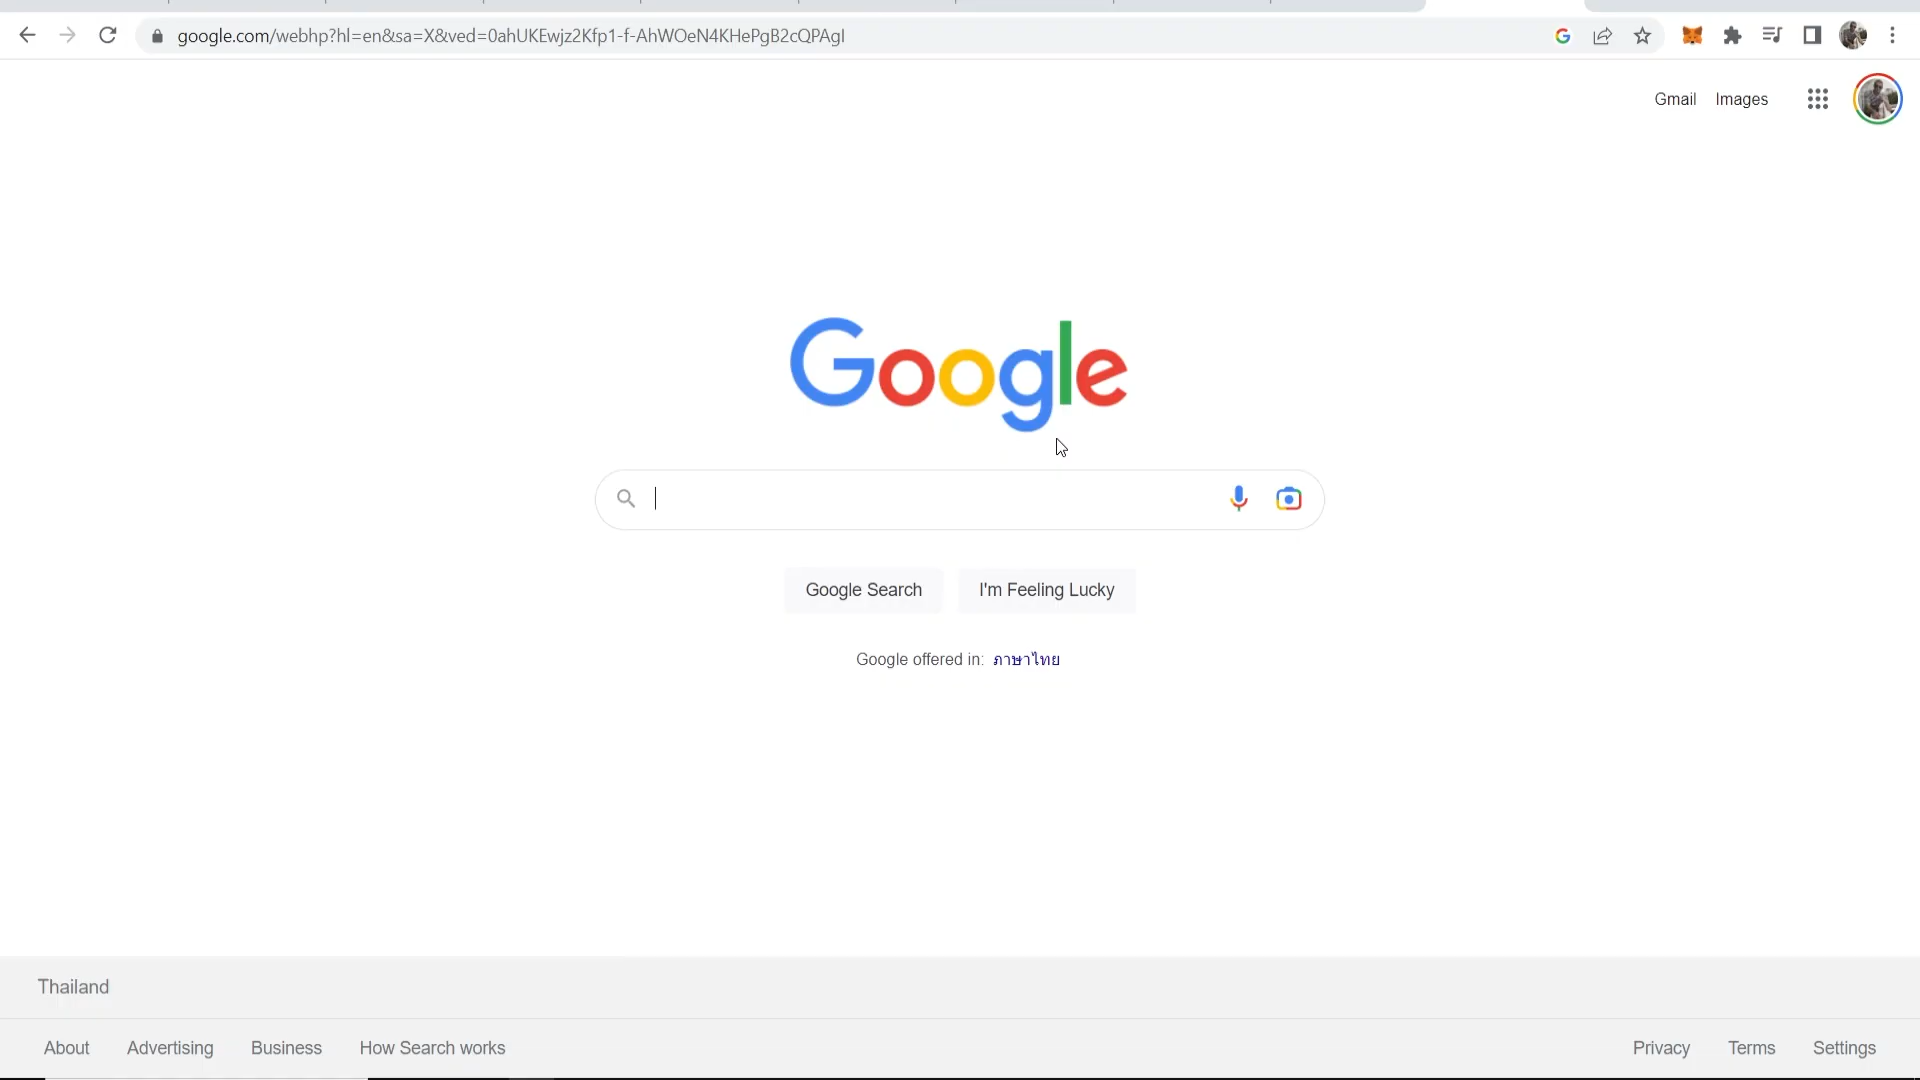 google.com/webhp?hl=en&sa=X&ved=0ahUKEwjz2Kfp1-f-AhWOeN4KHePgB2cQPAgI
Gmail Images
Google
Google Search I'm Feeling Lucky
Google offered in: ภาษาไทย
Thailand
About Advertising Business How Search works Privacy Terms Settings